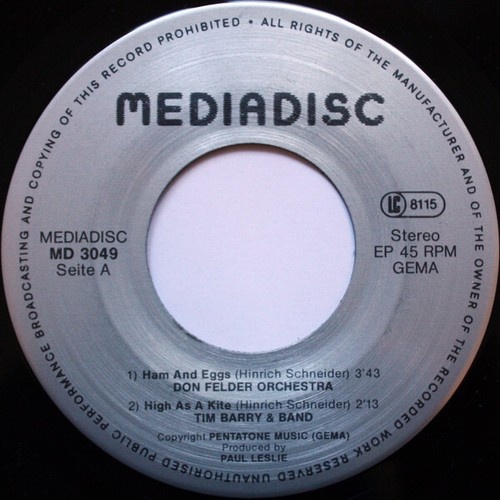 ALL RIGHTS OF THE MANUFACTURER AND OF THE OWNER OF THE RECORDED WORK RESERVED UNAUTHORISED PUBLIC PERFORMANCE BROADCASTING AND COPYING OF THIS RECORD PROHIBITED •
MEDIADISC
LC 8115
MEDIADISC
MD 3049
Seite A
Stereo
EP 45 RPM
GEMA
1) Ham And Eggs (Hinrich Schneider) 3'43
DON FELDER ORCHESTRA
2) High As A Kite (Hinrich Schneider) 2'13
TIM BARRY & BAND
Copyright PENTATONE MUSIC (GEMA)
Produced by
PAUL LESLIE